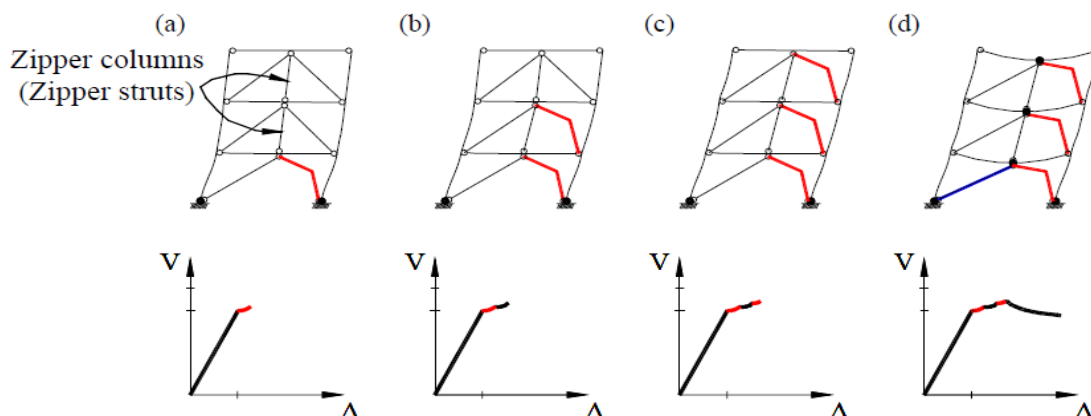 (a) (b) (c) (d)
Zipper columns
(Zipper struts)
V V V V
Δ Δ Δ Δ